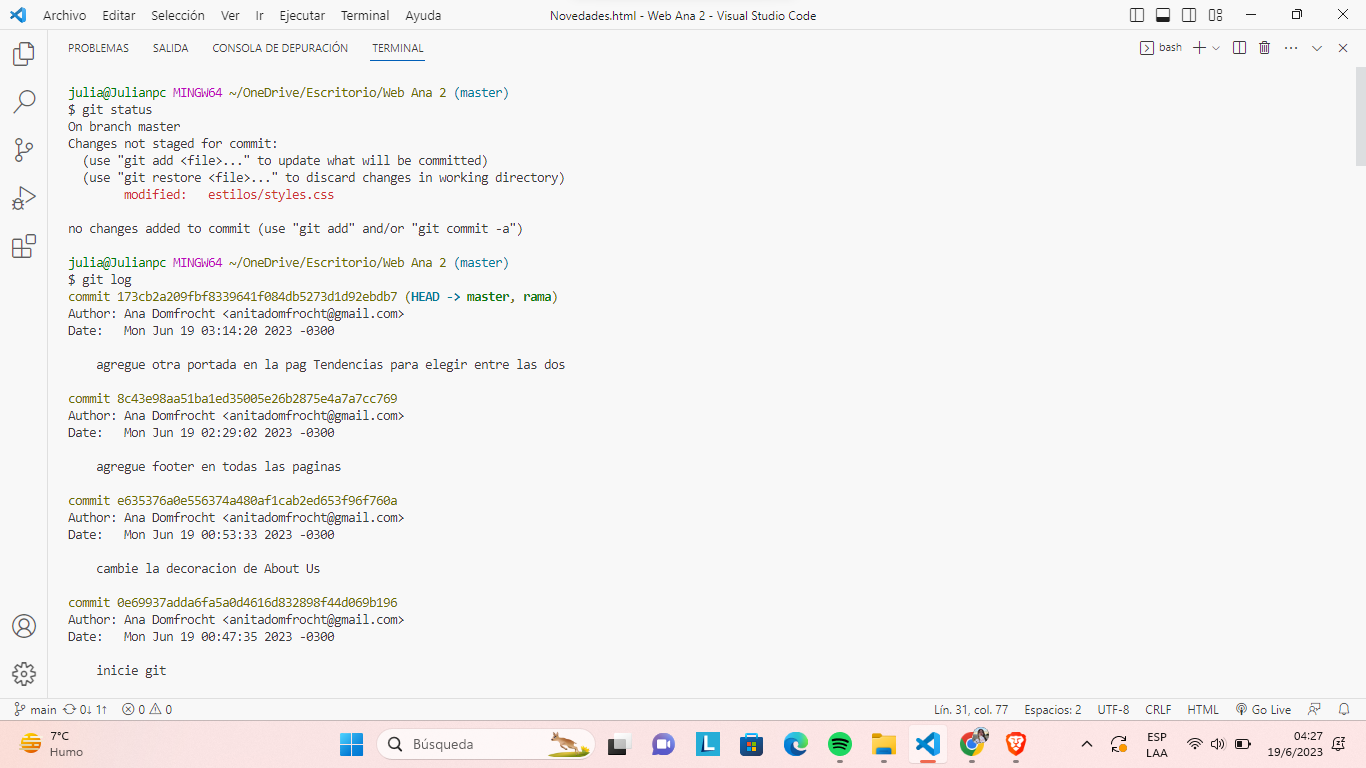 Archivo Editar Selección Ver Ir Ejecutar Terminal Ayuda Novedades.html - Web Ana 2 - Visual Studio Code
PROBLEMAS SALIDA CONSOLA DE DEPURACIÓN TERMINAL bash
julia@Julianpc MINGW64 ~/OneDrive/Escritorio/Web Ana 2 (master)
$ git status
On branch master
Changes not staged for commit:
(use "git add <file>..." to update what will be committed)
(use "git restore <file>..." to discard changes in working directory)
modified: estilos/styles.css
no changes added to commit (use "git add" and/or "git commit -a")
julia@Julianpc MINGW64 ~/OneDrive/Escritorio/Web Ana 2 (master)
$ git log
commit 173cb2a209fbf8339641f084db5273d1d92ebdb7 (HEAD -> master, rama)
Author: Ana Domfrocht <anitadomfrocht@gmail.com>
Date: Mon Jun 19 03:14:20 2023 -0300
agregue otra portada en la pag Tendencias para elegir entre las dos
commit 8c43e98aa51ba1ed35005e26b2875e4a7a7cc769
Author: Ana Domfrocht <anitadomfrocht@gmail.com>
Date: Mon Jun 19 02:29:02 2023 -0300
agregue footer en todas las paginas
commit e635376a0e556374a480af1cab2ed653f96f760a
Author: Ana Domfrocht <anitadomfrocht@gmail.com>
Date: Mon Jun 19 00:53:33 2023 -0300
cambie la decoracion de About Us
commit 0e69937adda6fa5a0d4616d832898f44d069b196
Author: Ana Domfrocht <anitadomfrocht@gmail.com>
Date: Mon Jun 19 00:47:35 2023 -0300
inicie git
main 0↓ 1↑ 0 0 Lín. 31, col. 77 Espacios: 2 UTF-8 CRLF HTML Go Live
7°C
Humo
Búsqueda
L
ESP
LAA
04:27
19/6/2023